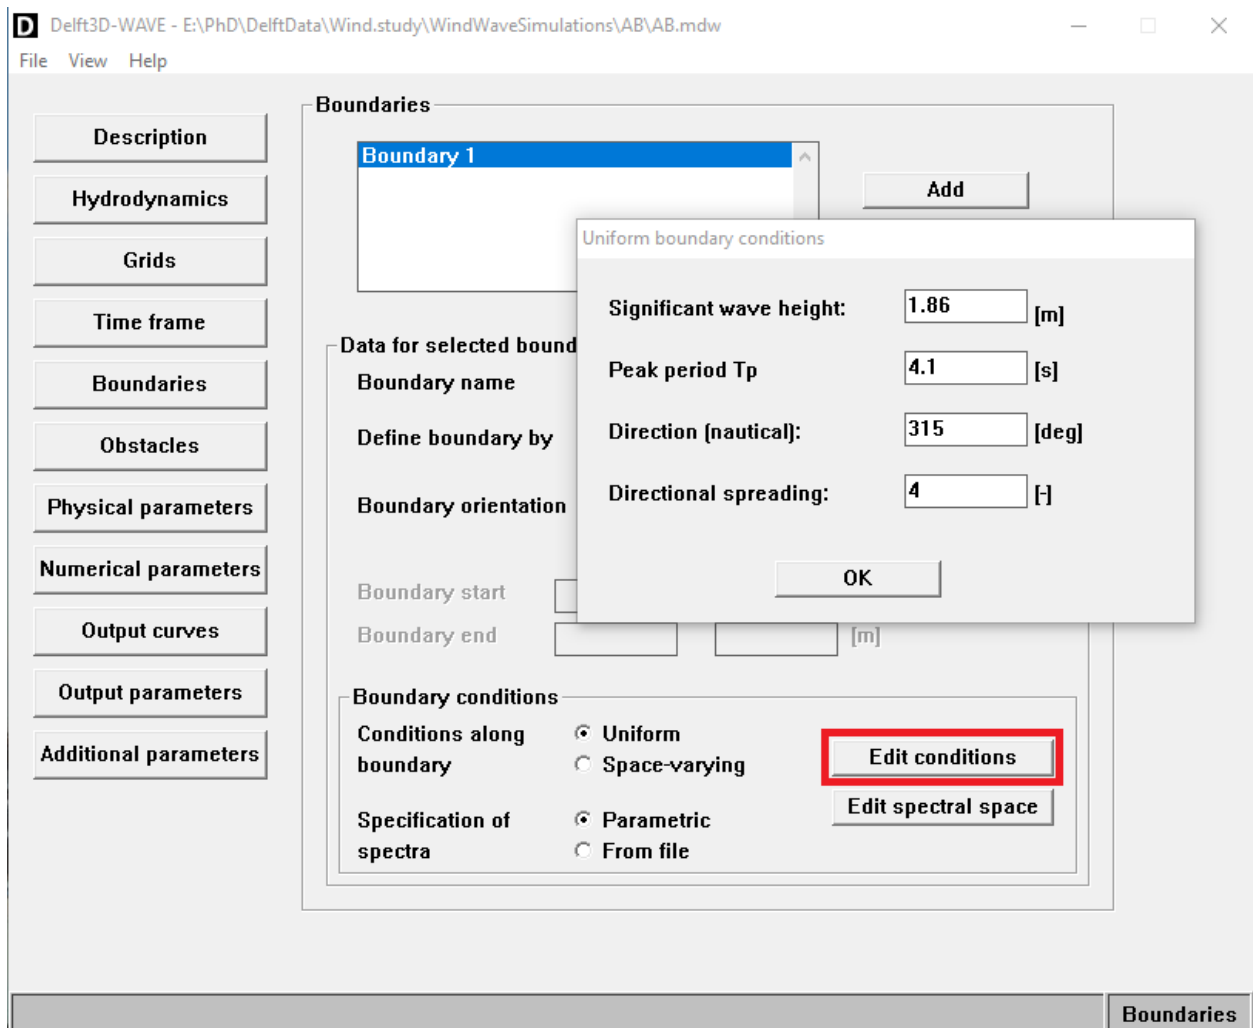 D Delft3D-WAVE - E:\PhD\DelftData\Wind.study\WindWaveSimulations\AB\AB.mdw
File View Help
Description
Hydrodynamics
Grids
Time frame
Boundaries
Obstacles
Physical parameters
Numerical parameters
Output curves
Output parameters
Additional parameters
Boundaries
Boundary 1
Add
Uniform boundary conditions
Significant wave height: 1.86 [m]
Peak period Tp 4.1 [s]
Direction (nautical): 315 [deg]
Directional spreading: 4 [-]
OK
Data for selected bound
Boundary name
Define boundary by
Boundary orientation
Boundary start
Boundary end [m]
Boundary conditions
Conditions along
boundary
Uniform
Space-varying
Edit conditions
Edit spectral space
Specification of
spectra
Parametric
From file
Boundaries